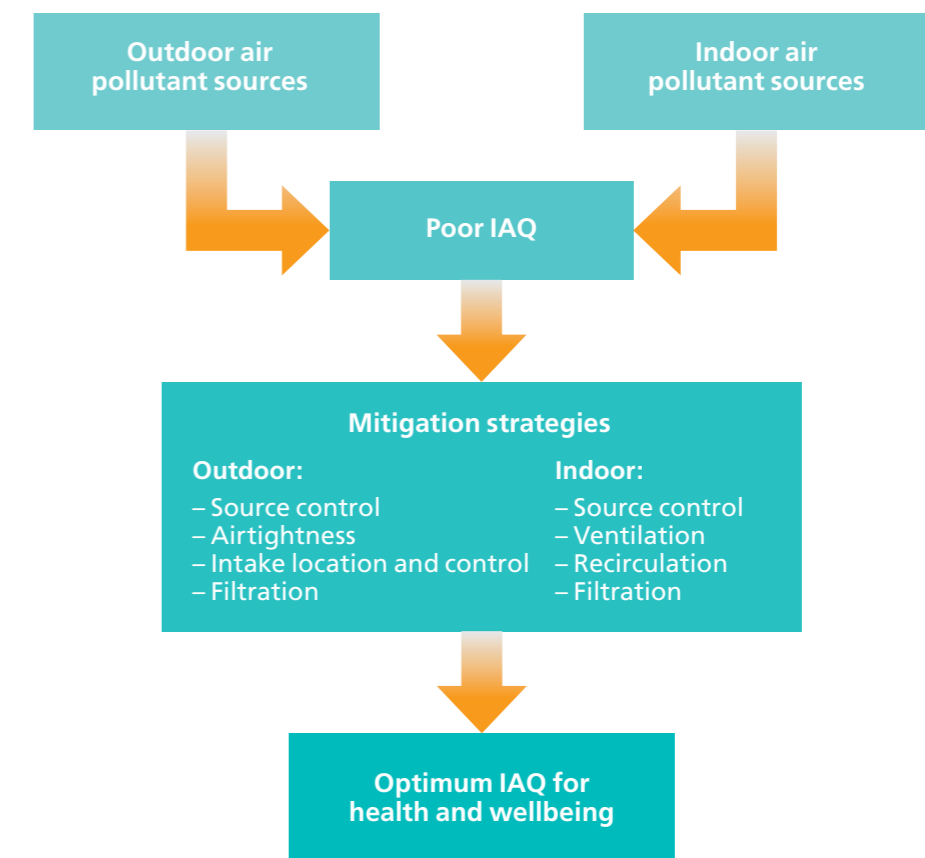 Outdoor air
pollutant sources
Indoor air
pollutant sources
Poor IAQ
Mitigation strategies
Outdoor:
– Source control
– Airtightness
– Intake location and control
– Filtration
Indoor:
– Source control
– Ventilation
– Recirculation
– Filtration
Optimum IAQ for
health and wellbeing